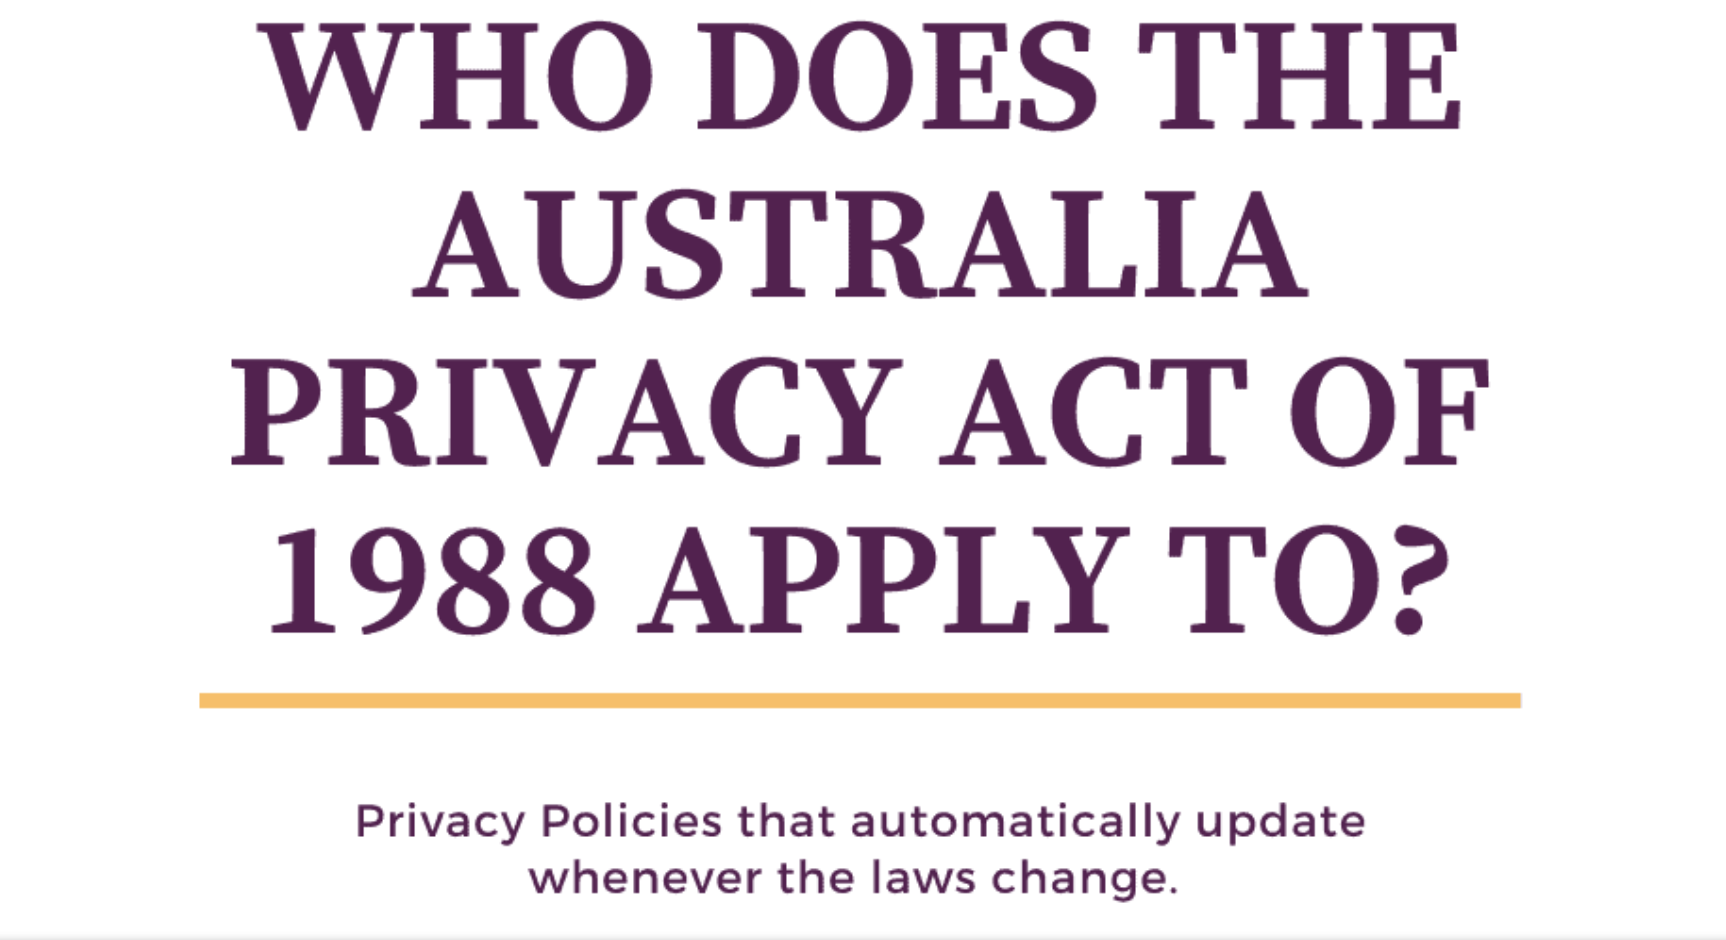 WHO DOES THE
AUSTRALIA
PRIVACY ACT OF
1988 APPLY TO?
Privacy Policies that automatically update
whenever the laws change.